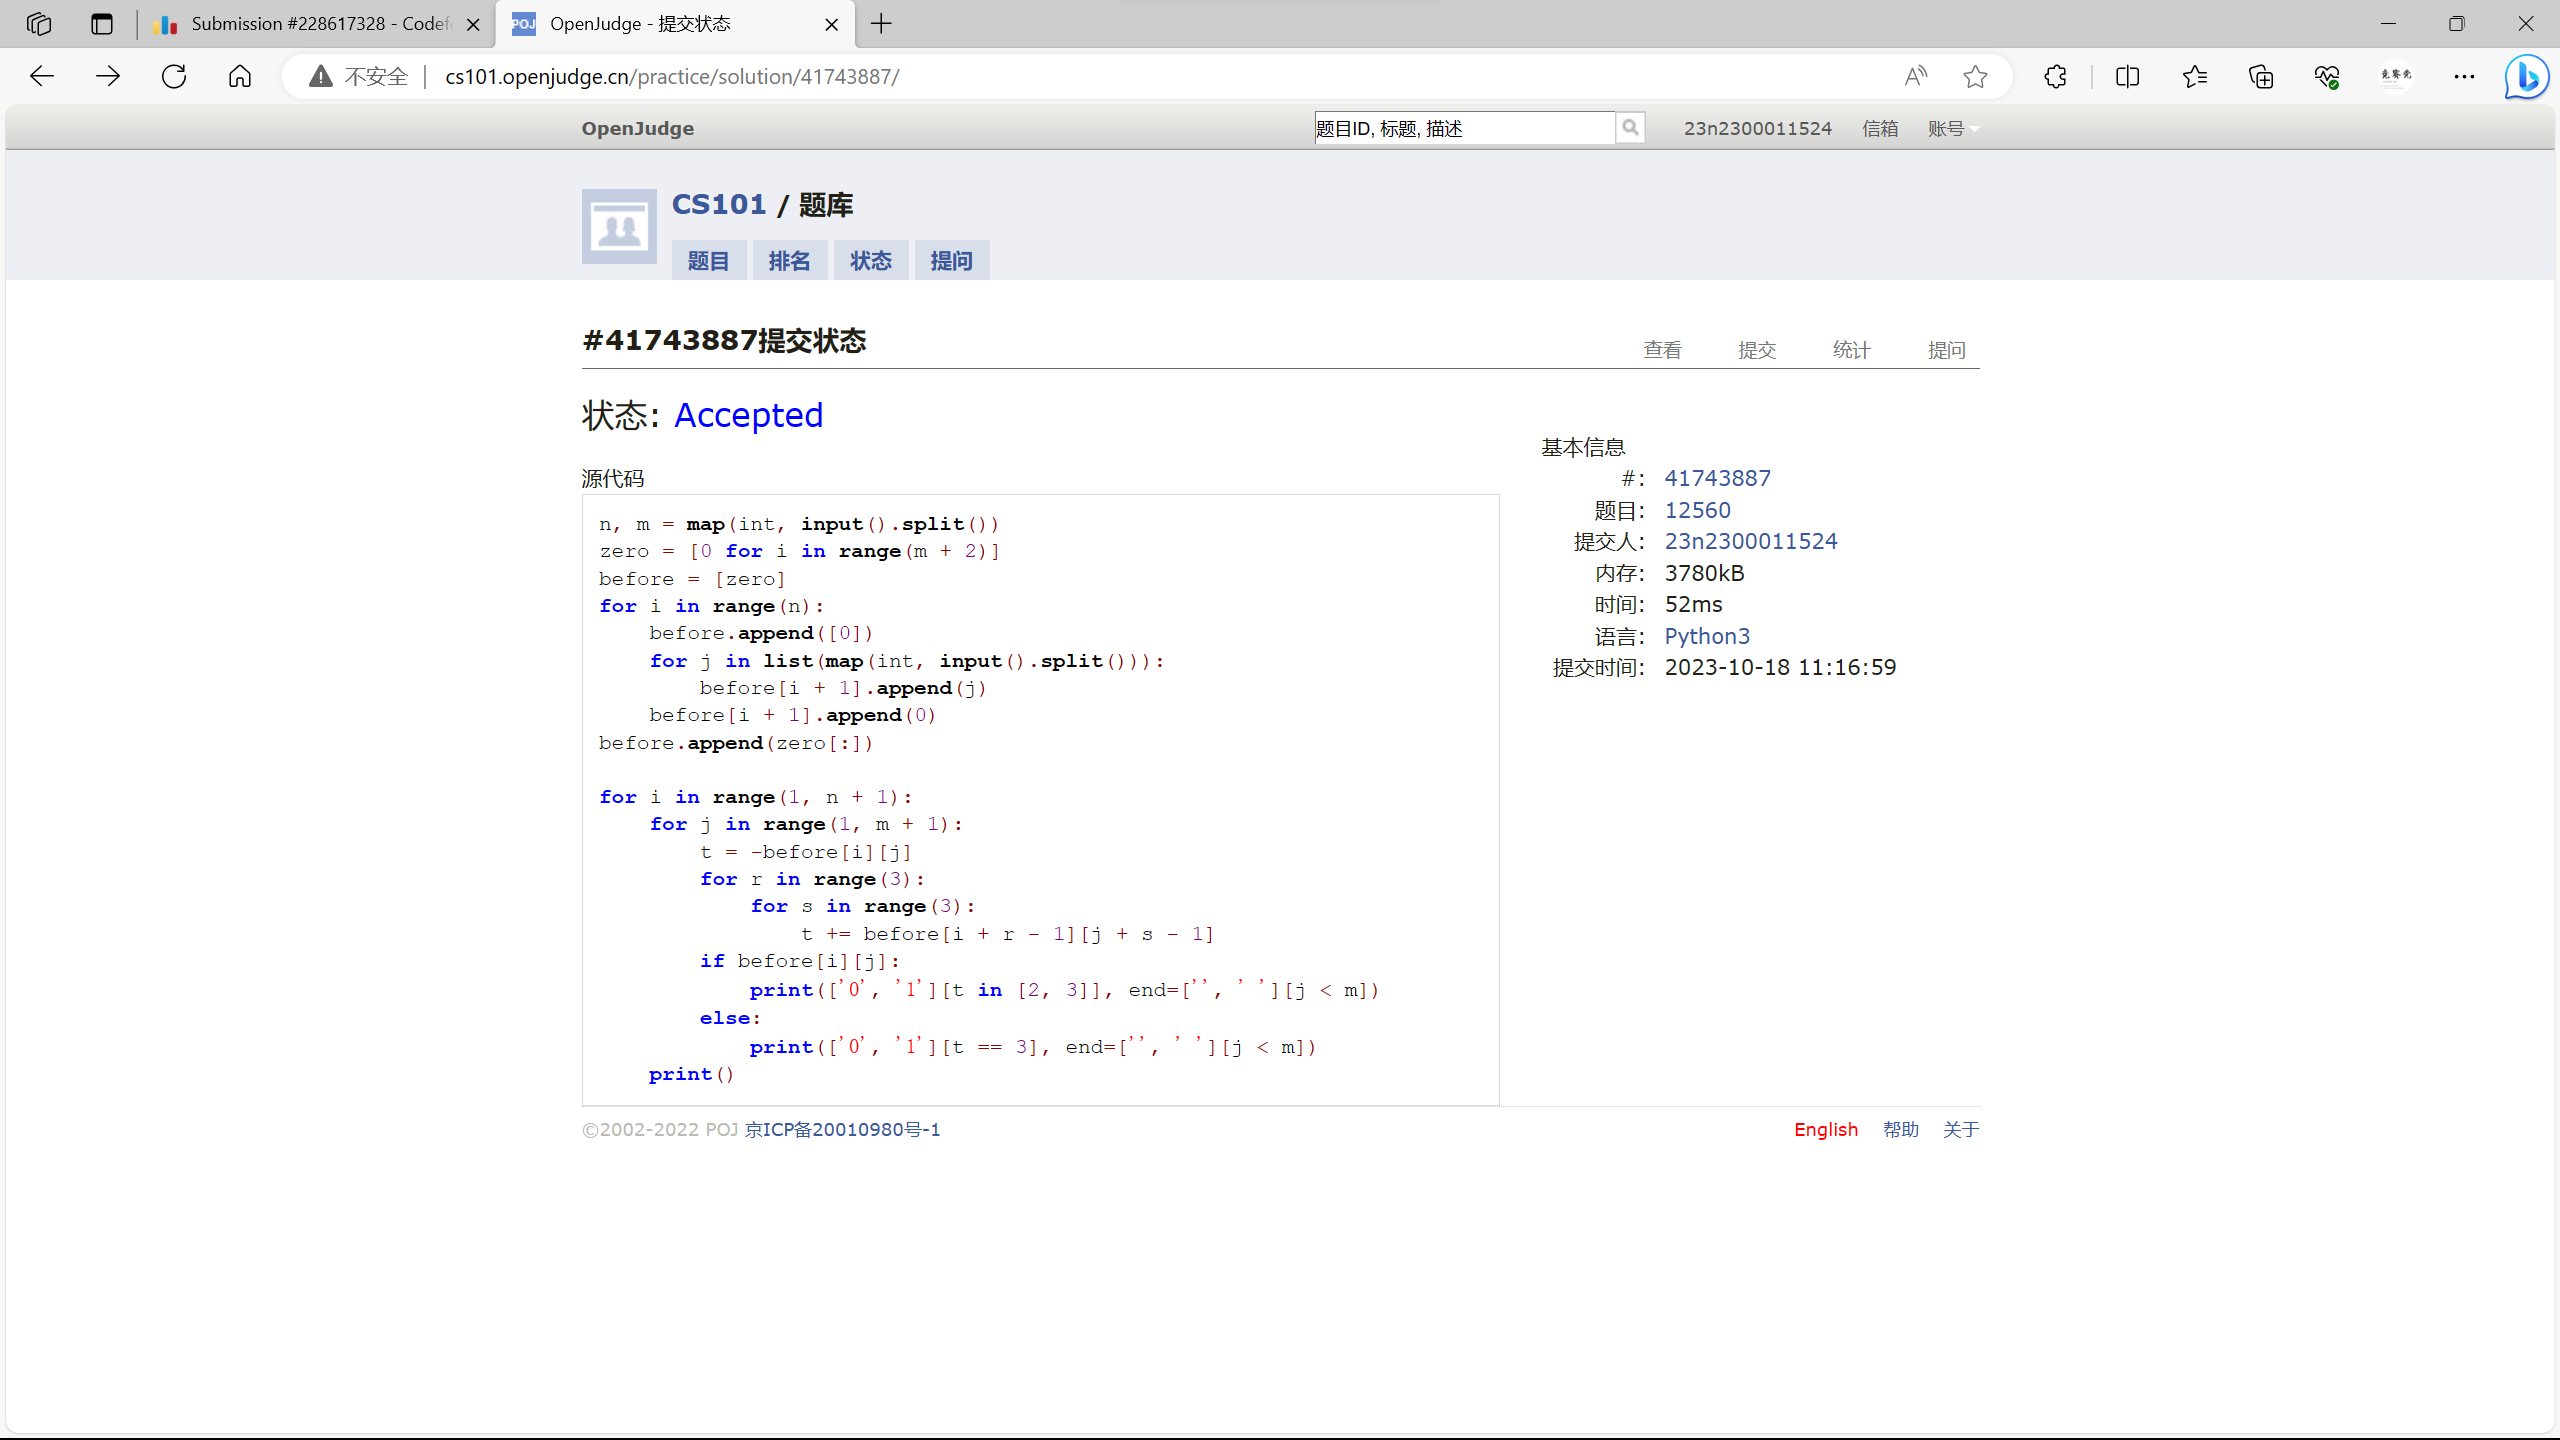 Submission #228617328 - Codef
OpenJudge - 提交状态
不安全 cs101.openjudge.cn/practice/solution/41743887/
OpenJudge
题目ID, 标题, 描述
23n2300011524 信箱 账号
CS101 / 题库
题目 排名 状态 提问
#41743887提交状态
查看 提交 统计 提问
状态: Accepted
源代码
n, m = map(int, input().split())
zero = [0 for i in range(m + 2)]
before = [zero]
for i in range(n):
    before.append([0])
    for j in list(map(int, input().split())):
        before[i + 1].append(j)
    before[i + 1].append(0)
before.append(zero[:])
for i in range(1, n + 1):
    for j in range(1, m + 1):
        t = -before[i][j]
        for r in range(3):
            for s in range(3):
                t += before[i + r - 1][j + s - 1]
        if before[i][j]:
            print(['0', '1'][t in [2, 3]], end=['', ' '][j < m])
        else:
            print(['0', '1'][t == 3], end=['', ' '][j < m])
    print()
基本信息
#: 41743887
题目: 12560
提交人: 23n2300011524
内存: 3780kB
时间: 52ms
语言: Python3
提交时间: 2023-10-18 11:16:59
©2002-2022 POJ 京ICP备20010980号-1
English 帮助 关于